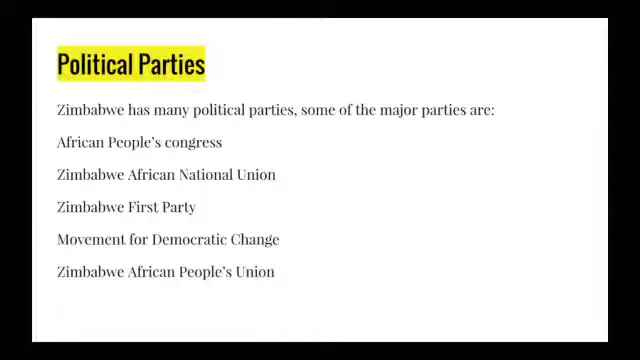 Political Parties
Zimbabwe has many political parties, some of the major parties are:
African People’s congress
Zimbabwe African National Union
Zimbabwe First Party
Movement for Democratic Change
Zimbabwe African People’s Union